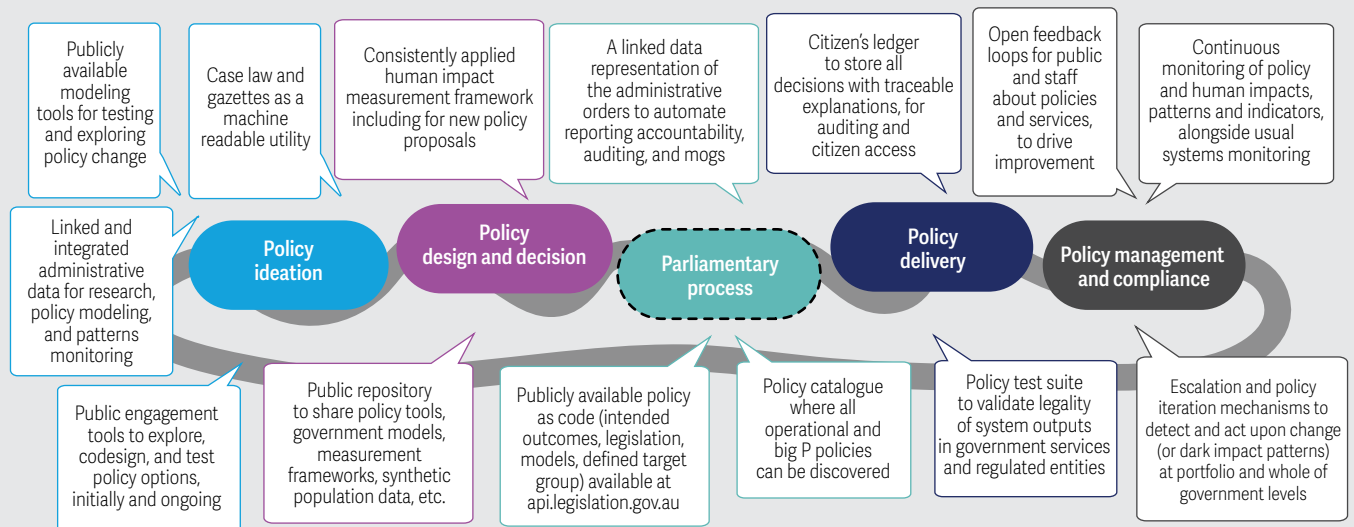 Publicly
available
modeling
tools for testing
and exploring
policy change
Case law and
gazettes as a
machine
readable utility
Consistently applied
human impact
measurement framework
including for new policy
proposals
A linked data
representation of
the administrative
orders to automate
reporting accountability,
auditing, and mogs
Citizen’s ledger
to store all
decisions with traceable
explanations, for
auditing and
citizen access
Open feedback
loops for public
and staff
about policies
and services,
to drive
improvement
Continuous
monitoring of policy
and human impacts,
patterns and indicators,
alongside usual
systems monitoring
Linked and
integrated
administrative
data for research,
policy modeling,
and patterns
monitoring
Policy
ideation
Policy
design and decision
Parliamentary
process
Policy
delivery
Policy management
and compliance
Public engagement
tools to explore,
codesign, and test
policy options,
initially and ongoing
Public repository
to share policy tools,
government models,
measurement
frameworks, synthetic
population data, etc.
Publicly available policy
as code (intended
outcomes, legislation,
models, defined target
group) available at
api.legislation.gov.au
Policy catalogue
where all
operational and
big P policies
can be discovered
Policy test suite
to validate legality
of system outputs
in government services
and regulated entities
Escalation and policy
iteration mechanisms to
detect and act upon change
(or dark impact patterns)
at portfolio and whole of
government levels